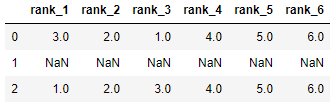 rank_1 rank_2 rank_3 rank_4 rank_5 rank_6
0 3.0 2.0 1.0 4.0 5.0 6.0
1 NaN NaN NaN NaN NaN NaN
2 1.0 2.0 3.0 4.0 5.0 6.0